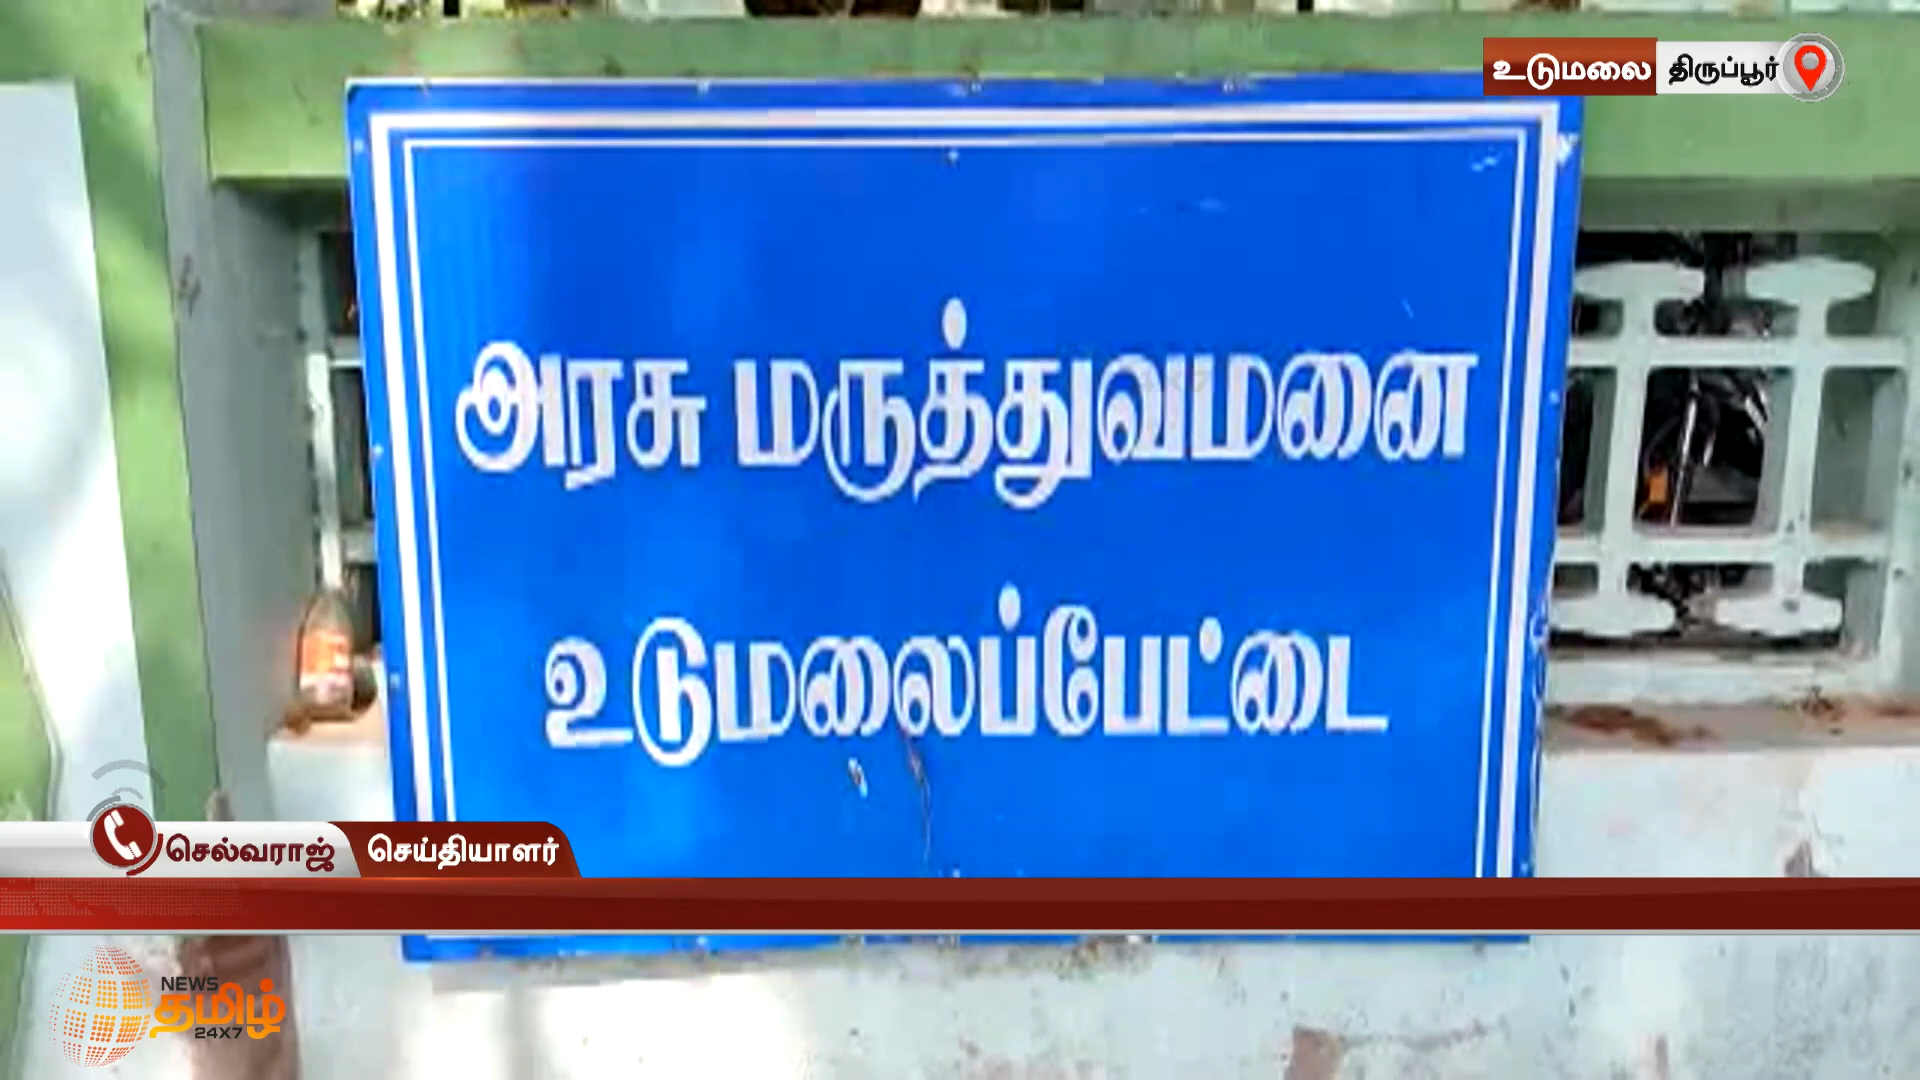 உடுமலை திருப்பூர்
அரசு மருத்துவமனை
உடுமலைப்பேட்டை
செல்வராஜ் செய்தியாளர்
NEWS
தமிழ்
24X7